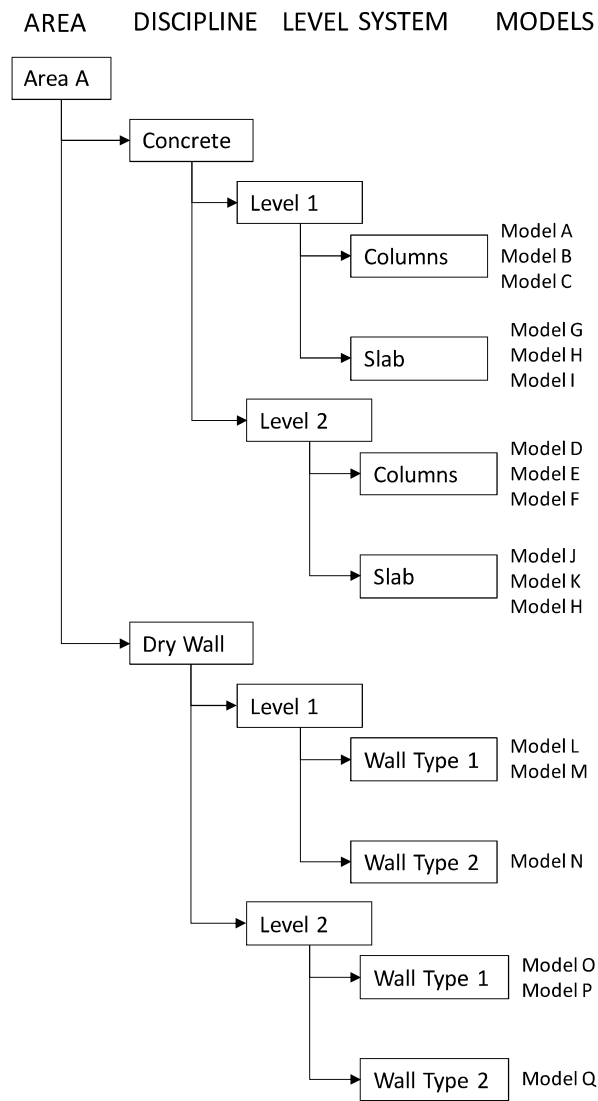 AREA DISCIPLINE LEVEL SYSTEM MODELS
Area A
Concrete
Level 1
Columns
Model A
Model B
Model C
Slab
Model G
Model H
Model I
Level 2
Columns
Model D
Model E
Model F
Slab
Model J
Model K
Model H
Dry Wall
Level 1
Wall Type 1
Model L
Model M
Wall Type 2
Model N
Level 2
Wall Type 1
Model O
Model P
Wall Type 2
Model Q